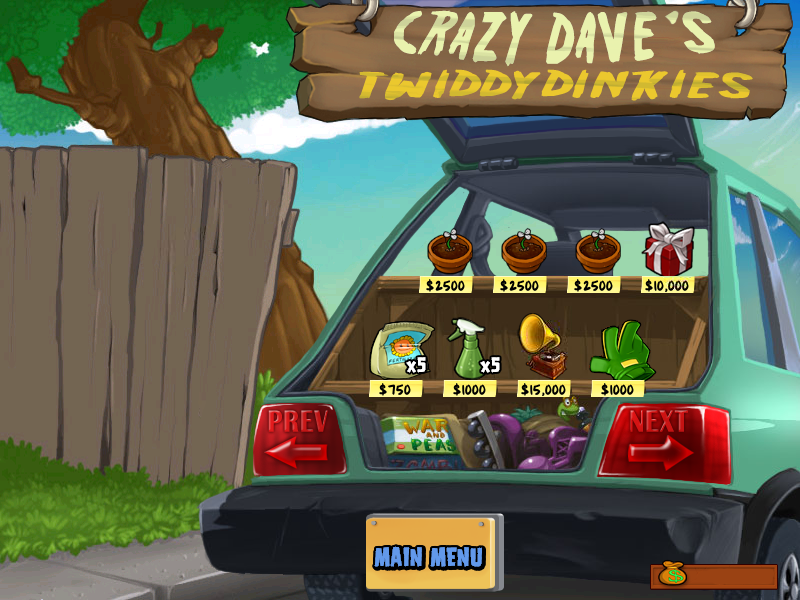 CRAZY DAVE'S
TWIDDYDINKIES
$2500 $2500 $2500 $10,000
x5 x5
$750 $1000 $15,000 $1000
PREV NEXT
WAR
AND
PEAS
MAIN MENU
$